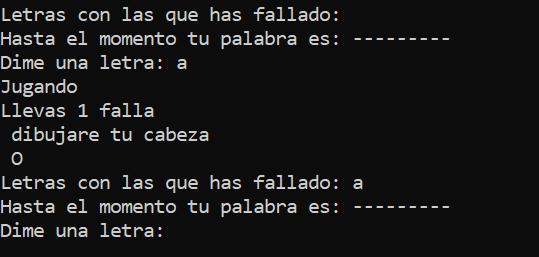 Letras con las que has fallado:
Hasta el momento tu palabra es: ---------
Dime una letra: a
Jugando
Llevas 1 falla
 dibujare tu cabeza
 O
Letras con las que has fallado: a
Hasta el momento tu palabra es: ---------
Dime una letra: